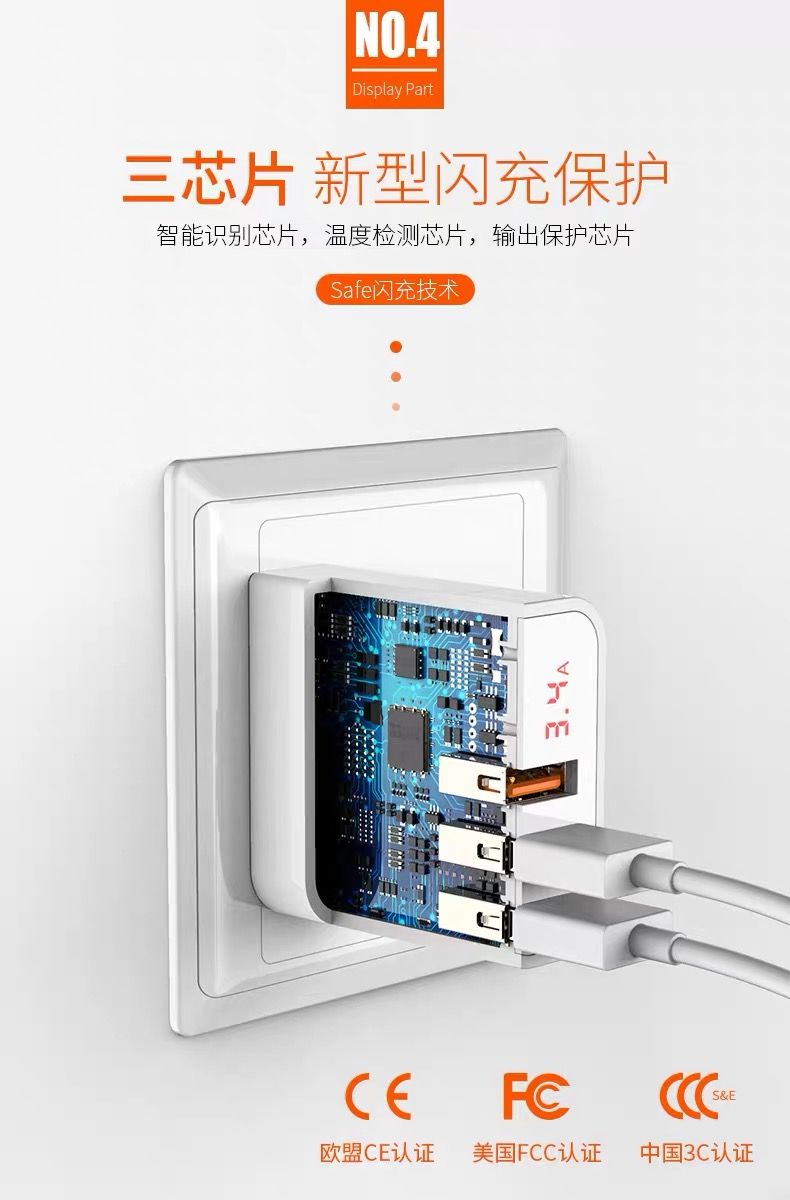 NO.4
Display Part
三芯片 新型闪充保护
智能识别芯片，温度检测芯片，输出保护芯片
Safe闪充技术
3.4A
CE FC CCC S&E
欧盟CE认证 美国FCC认证 中国3C认证